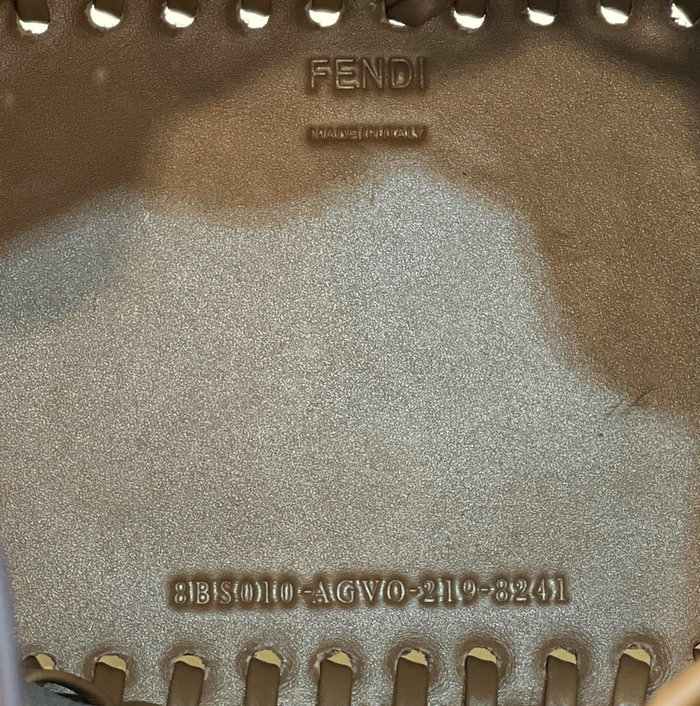 FENDI
MADE IN ITALY
8BS010-AGVO-219-8241